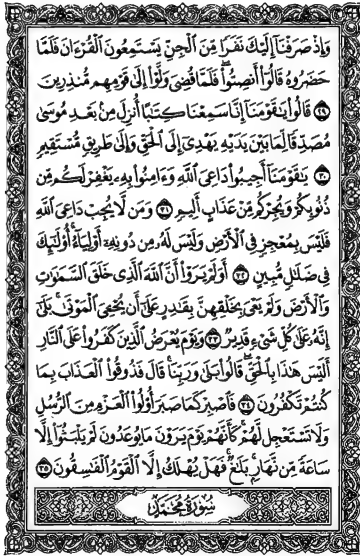 وَإِذْ صَرَفْنَآ إِلَيْكَ نَفَرًا مِّنَ ٱلْجِنِّ يَسْتَمِعُونَ ٱلْقُرْءَانَ فَلَمَّا
حَضَرُوهُ قَالُوٓا۟ أَنصِتُوا۟ ۖ فَلَمَّا قُضِىَ وَلَّوْا۟ إِلَىٰ قَوْمِهِم مُّنذِرِينَ
٢٩ قَالُوا۟ يَٰقَوْمَنَآ إِنَّا سَمِعْنَا كِتَٰبًا أُنزِلَ مِنۢ بَعْدِ مُوسَىٰ
مُصَدِّقًا لِّمَا بَيْنَ يَدَيْهِ يَهْدِىٓ إِلَى ٱلْحَقِّ وَإِلَىٰ طَرِيقٍ مُّسْتَقِيمٍ
٣٠ يَٰقَوْمَنَآ أَجِيبُوا۟ دَاعِىَ ٱللَّهِ وَءَامِنُوا۟ بِهِۦ يَغْفِرْ لَكُم مِّن
ذُنُوبِكُمْ وَيُجِرْكُم مِّنْ عَذَابٍ أَلِيمٍ ٣١ وَمَن لَّا يُجِبْ دَاعِىَ ٱللَّهِ
فَلَيْسَ بِمُعْجِزٍ فِى ٱلْأَرْضِ وَلَيْسَ لَهُۥ مِن دُونِهِۦٓ أَوْلِيَآءُ ۚ أُو۟لَٰٓئِكَ
فِى ضَلَٰلٍ مُّبِينٍ ٣٢ أَوَلَمْ يَرَوْا۟ أَنَّ ٱللَّهَ ٱلَّذِى خَلَقَ ٱلسَّمَٰوَٰتِ
وَٱلْأَرْضَ وَلَمْ يَعْىَ بِخَلْقِهِنَّ بِقَٰدِرٍ عَلَىٰٓ أَن يُحْـِۧىَ ٱلْمَوْتَىٰ ۚ بَلَىٰٓ
إِنَّهُۥ عَلَىٰ كُلِّ شَىْءٍ قَدِيرٌ ٣٣ وَيَوْمَ يُعْرَضُ ٱلَّذِينَ كَفَرُوا۟ عَلَى ٱلنَّارِ
أَلَيْسَ هَٰذَا بِٱلْحَقِّ ۖ قَالُوا۟ بَلَىٰ وَرَبِّنَا ۚ قَالَ فَذُوقُوا۟ ٱلْعَذَابَ بِمَا
كُنتُمْ تَكْفُرُونَ ٣٤ فَٱصْبِرْ كَمَا صَبَرَ أُو۟لُوا۟ ٱلْعَزْمِ مِنَ ٱلرُّسُلِ
وَلَا تَسْتَعْجِل لَّهُمْ ۚ كَأَنَّهُمْ يَوْمَ يَرَوْنَ مَا يُوعَدُونَ لَمْ يَلْبَثُوٓا۟ إِلَّا
سَاعَةً مِّن نَّهَارٍۭ ۚ بَلَٰغٌ ۚ فَهَلْ يُهْلَكُ إِلَّا ٱلْقَوْمُ ٱلْفَٰسِقُونَ ٣٥
سُورَةُ مُحَمَّدٍ